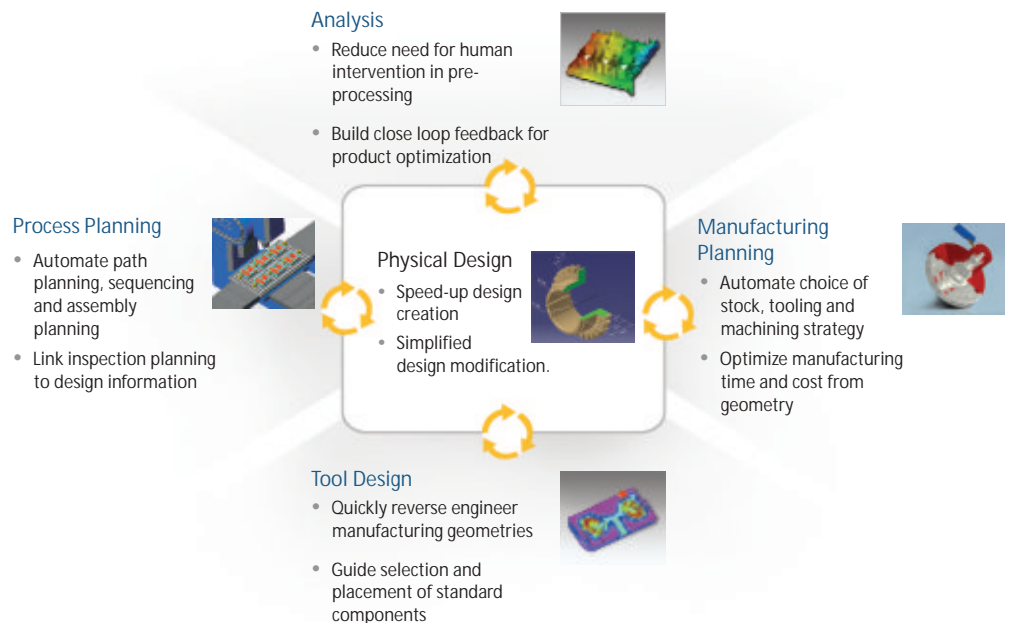 Analysis
• Reduce need for human
intervention in pre-
processing
• Build close loop feedback for
product optimization
Process Planning
• Automate path
planning, sequencing
and assembly
planning
• Link inspection planning
to design information
Physical Design
• Speed-up design
creation
• Simplified
design modification.
Manufacturing
Planning
• Automate choice of
stock, tooling and
machining strategy
• Optimize manufacturing
time and cost from
geometry
Tool Design
• Quickly reverse engineer
manufacturing geometries
• Guide selection and
placement of standard
components